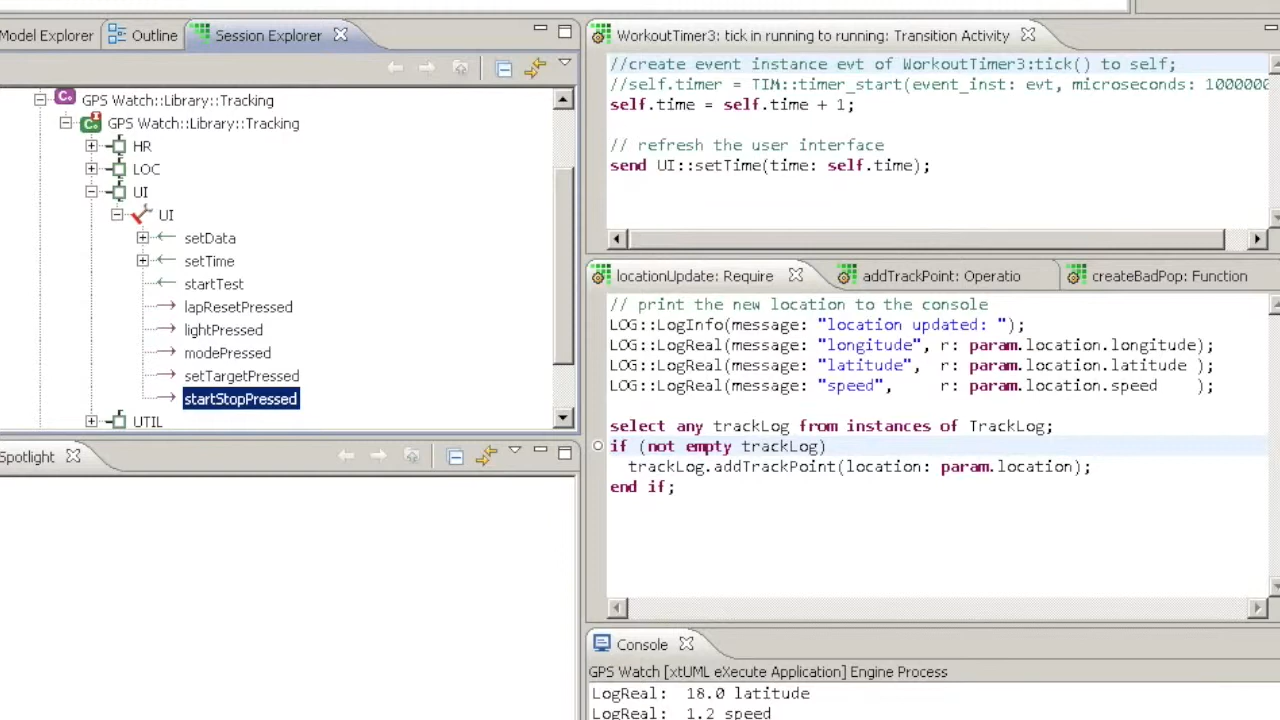 Model Explorer
Outline
Session Explorer
GPS Watch::Library::Tracking
GPS Watch::Library::Tracking
HR
LOC
UI
UI
setData
setTime
startTest
lapResetPressed
lightPressed
modePressed
setTargetPressed
startStopPressed
UTIL
Spotlight
WorkoutTimer3: tick in running to running: Transition Activity
//create event instance evt of WorkoutTimer3:tick() to self;
//self.timer = TIM::timer_start(event_inst: evt, microseconds: 1000000
self.time = self.time + 1;
// refresh the user interface
send UI::setTime(time: self.time);
locationUpdate: Require
addTrackPoint: Operatio
createBadPop: Function
// print the new location to the console
LOG::LogInfo(message: "location updated: ");
LOG::LogReal(message: "longitude", r: param.location.longitude);
LOG::LogReal(message: "latitude", r: param.location.latitude );
LOG::LogReal(message: "speed", r: param.location.speed );
select any trackLog from instances of TrackLog;
if (not empty trackLog)
trackLog.addTrackPoint(location: param.location);
end if;
Console
GPS Watch [xtUML eXecute Application] Engine Process
LogReal: 18.0 latitude
LogReal: 1.2 speed